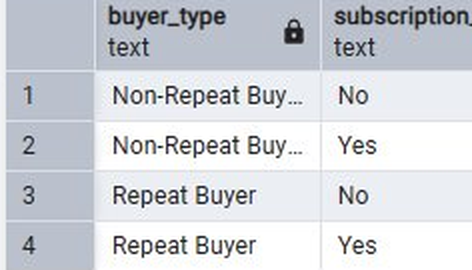 buyer_type subscription_
text text
1 Non-Repeat Buy... No
2 Non-Repeat Buy... Yes
3 Repeat Buyer No
4 Repeat Buyer Yes